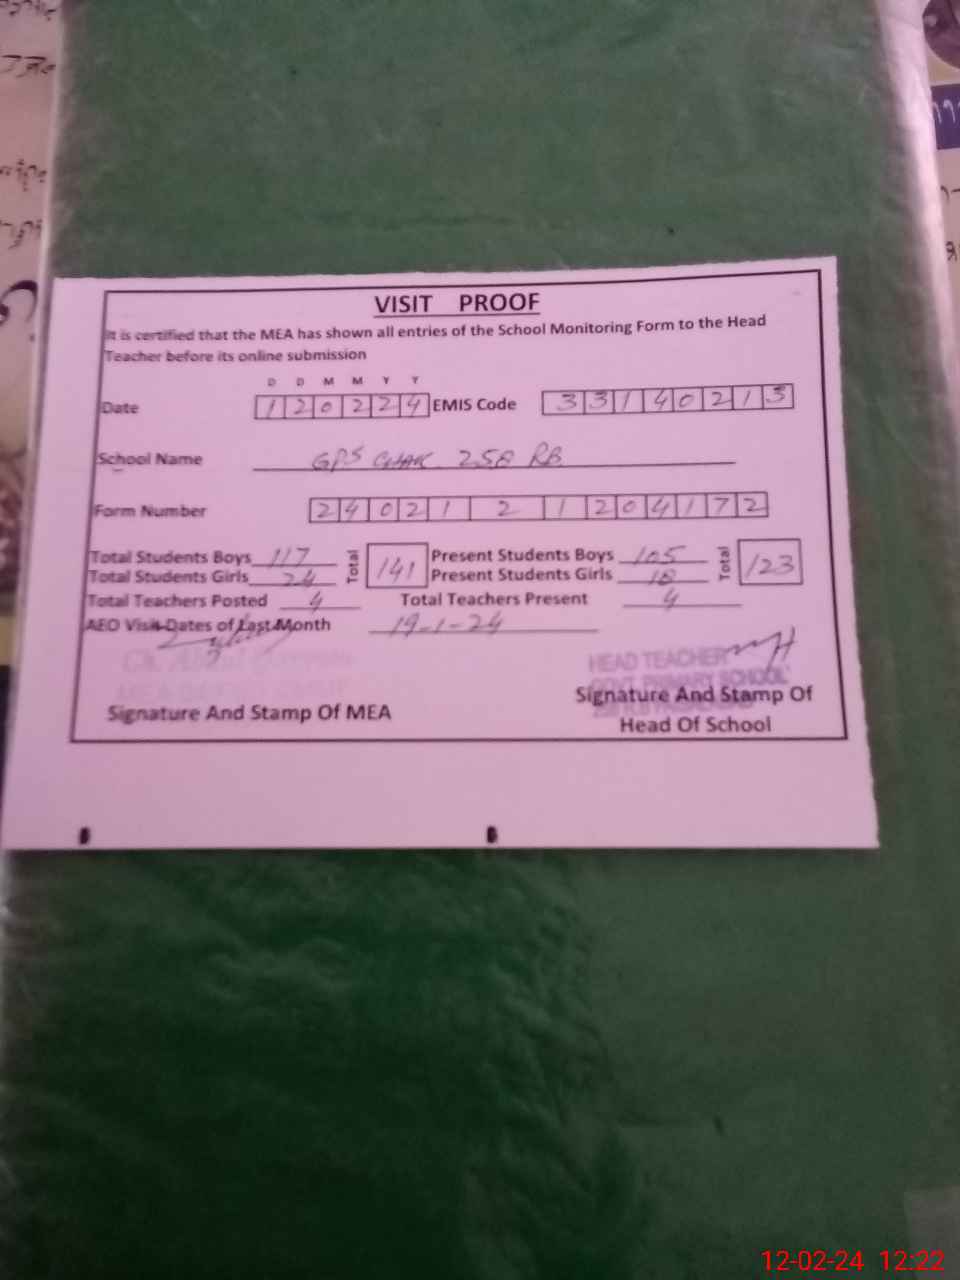 VISIT PROOF
It is certified that the MEA has shown all entries of the School Monitoring Form to the Head
Teacher before its online submission
D D M M Y Y
Date 1 2 0 2 2 4 EMIS Code 3 3 1 4 0 2 1 3
School Name GPS CHAK 258 RB
Form Number 2 4 0 2 1 2 1 2 0 4 1 7 2
Total Students Boys 117 Total 141 Present Students Boys 105 Total 123
Total Students Girls 24 Present Students Girls 18
Total Teachers Posted 4 Total Teachers Present 4
AEO Visit Dates of Last Month 19-1-24
HEAD TEACHER
GOVT. PRIMARY SCHOOL
Signature And Stamp Of MEA
Signature And Stamp Of
Head Of School
12-02-24 12:22